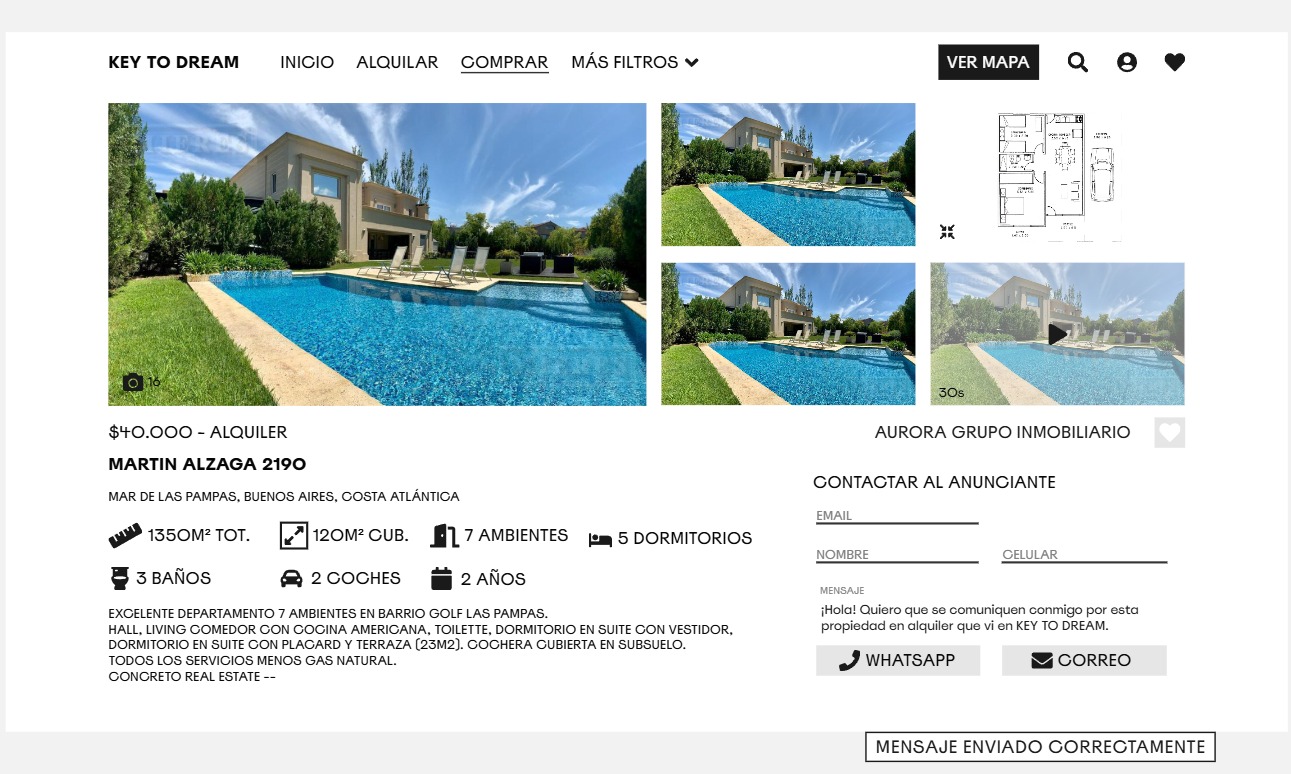 KEY TO DREAM INICIO ALQUILAR COMPRAR MÁS FILTROS VER MAPA
16
30s
$40.000 - ALQUILER
AURORA GRUPO INMOBILIARIO
MARTIN ALZAGA 2190
MAR DE LAS PAMPAS, BUENOS AIRES, COSTA ATLÁNTICA
1350M² TOT. 120M² CUB. 7 AMBIENTES 5 DORMITORIOS
3 BAÑOS 2 COCHES 2 AÑOS
EXCELENTE DEPARTAMENTO 7 AMBIENTES EN BARRIO GOLF LAS PAMPAS.
HALL, LIVING COMEDOR CON COCINA AMERICANA, TOILETTE, DORMITORIO EN SUITE CON VESTIDOR,
DORMITORIO EN SUITE CON PLACARD Y TERRAZA (23M2). COCHERA CUBIERTA EN SUBSUELO.
TODOS LOS SERVICIOS MENOS GAS NATURAL.
CONCRETO REAL ESTATE --
CONTACTAR AL ANUNCIANTE
EMAIL
NOMBRE CELULAR
MENSAJE
¡Hola! Quiero que se comuniquen conmigo por esta
propiedad en alquiler que vi en KEY TO DREAM.
WHATSAPP CORREO
MENSAJE ENVIADO CORRECTAMENTE